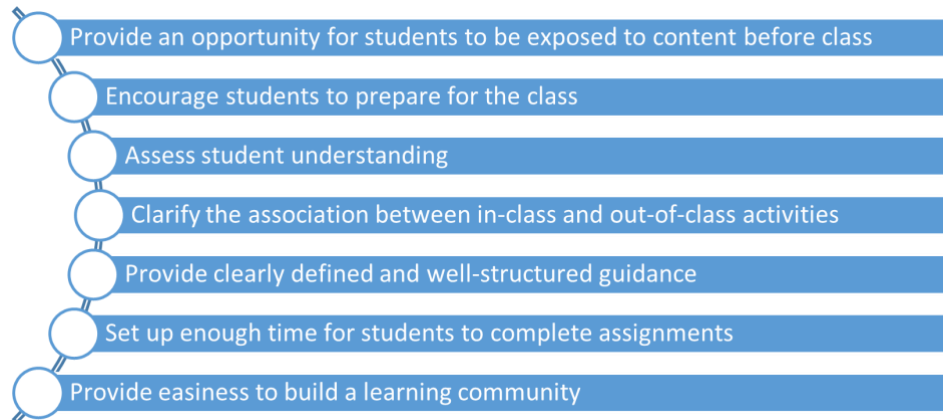 Provide an opportunity for students to be exposed to content before class
Encourage students to prepare for the class
Assess student understanding
Clarify the association between in-class and out-of-class activities
Provide clearly defined and well-structured guidance
Set up enough time for students to complete assignments
Provide easiness to build a learning community